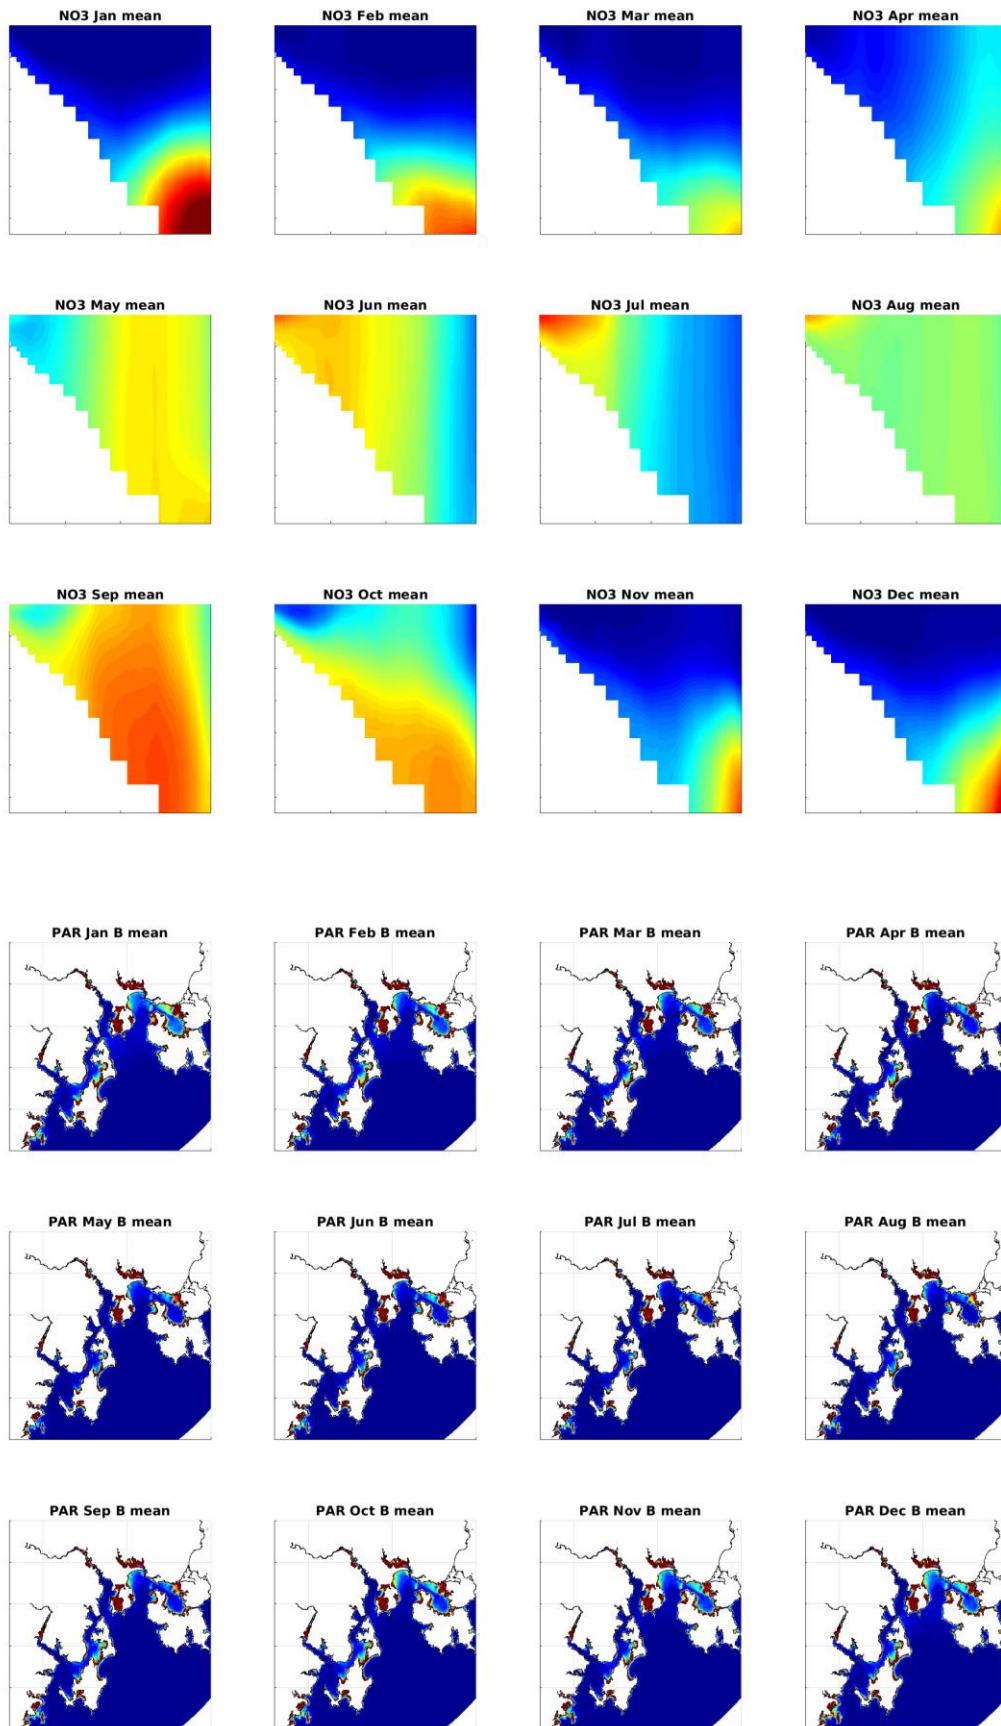 NO3 Jan mean NO3 Feb mean NO3 Mar mean NO3 Apr mean
NO3 May mean NO3 Jun mean NO3 Jul mean NO3 Aug mean
NO3 Sep mean NO3 Oct mean NO3 Nov mean NO3 Dec mean
PAR Jan B mean PAR Feb B mean PAR Mar B mean PAR Apr B mean
PAR May B mean PAR Jun B mean PAR Jul B mean PAR Aug B mean
PAR Sep B mean PAR Oct B mean PAR Nov B mean PAR Dec B mean